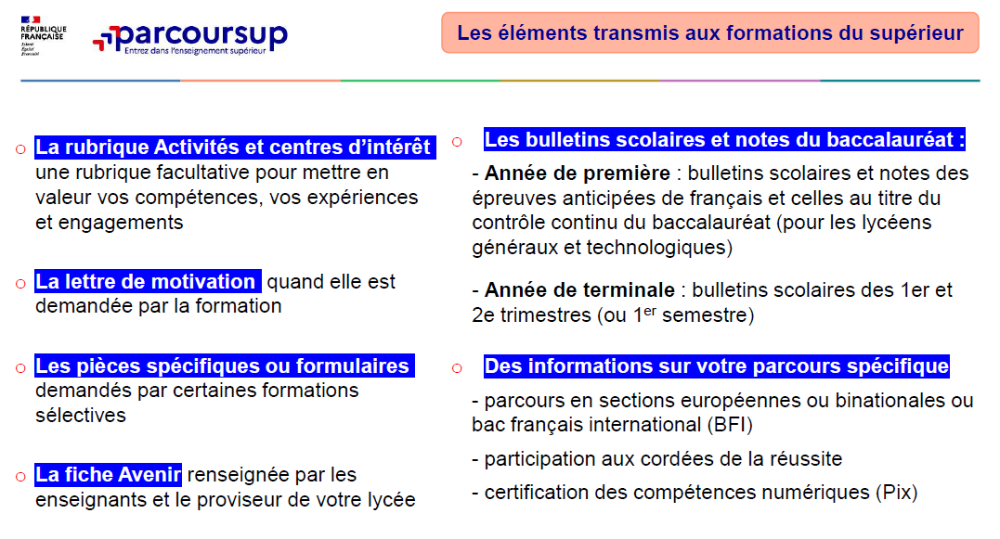 RÉPUBLIQUE
FRANÇAISE
Liberté
Égalité
Fraternité
parcoursup
Entrez dans l'enseignement supérieur
Les éléments transmis aux formations du supérieur
La rubrique Activités et centres d’intérêt
une rubrique facultative pour mettre en
valeur vos compétences, vos expériences
et engagements
La lettre de motivation quand elle est
demandée par la formation
Les pièces spécifiques ou formulaires
demandés par certaines formations
sélectives
La fiche Avenir renseignée par les
enseignants et le proviseur de votre lycée
Les bulletins scolaires et notes du baccalauréat :
- Année de première : bulletins scolaires et notes des
épreuves anticipées de français et celles au titre du
contrôle continu du baccalauréat (pour les lycéens
généraux et technologiques)
- Année de terminale : bulletins scolaires des 1er et
2e trimestres (ou 1er semestre)
Des informations sur votre parcours spécifique
- parcours en sections européennes ou binationales ou
bac français international (BFI)
- participation aux cordées de la réussite
- certification des compétences numériques (Pix)